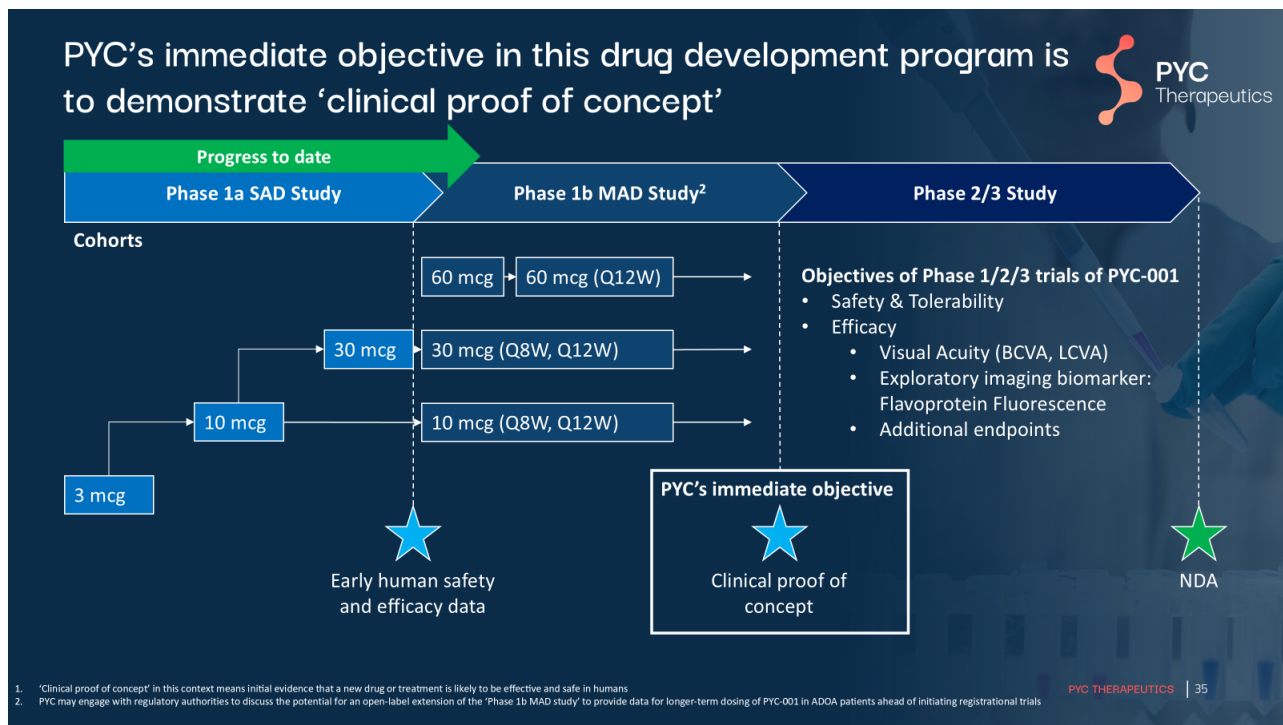 PYC’s immediate objective in this drug development program is
to demonstrate ‘clinical proof of concept’
PYC
Therapeutics
Progress to date
Phase 1a SAD Study
Phase 1b MAD Study²
Phase 2/3 Study
Cohorts
60 mcg
60 mcg (Q12W)
30 mcg
30 mcg (Q8W, Q12W)
10 mcg
10 mcg (Q8W, Q12W)
3 mcg
Objectives of Phase 1/2/3 trials of PYC-001
• Safety & Tolerability
• Efficacy
• Visual Acuity (BCVA, LCVA)
• Exploratory imaging biomarker:
Flavoprotein Fluorescence
• Additional endpoints
Early human safety
and efficacy data
PYC’s immediate objective
Clinical proof of
concept
NDA
1. ‘Clinical proof of concept’ in this context means initial evidence that a new drug or treatment is likely to be effective and safe in humans
2. PYC may engage with regulatory authorities to discuss the potential for an open-label extension of the ‘Phase 1b MAD study’ to provide data for longer-term dosing of PYC-001 in ADOA patients ahead of initiating registrational trials
PYC THERAPEUTICS | 35